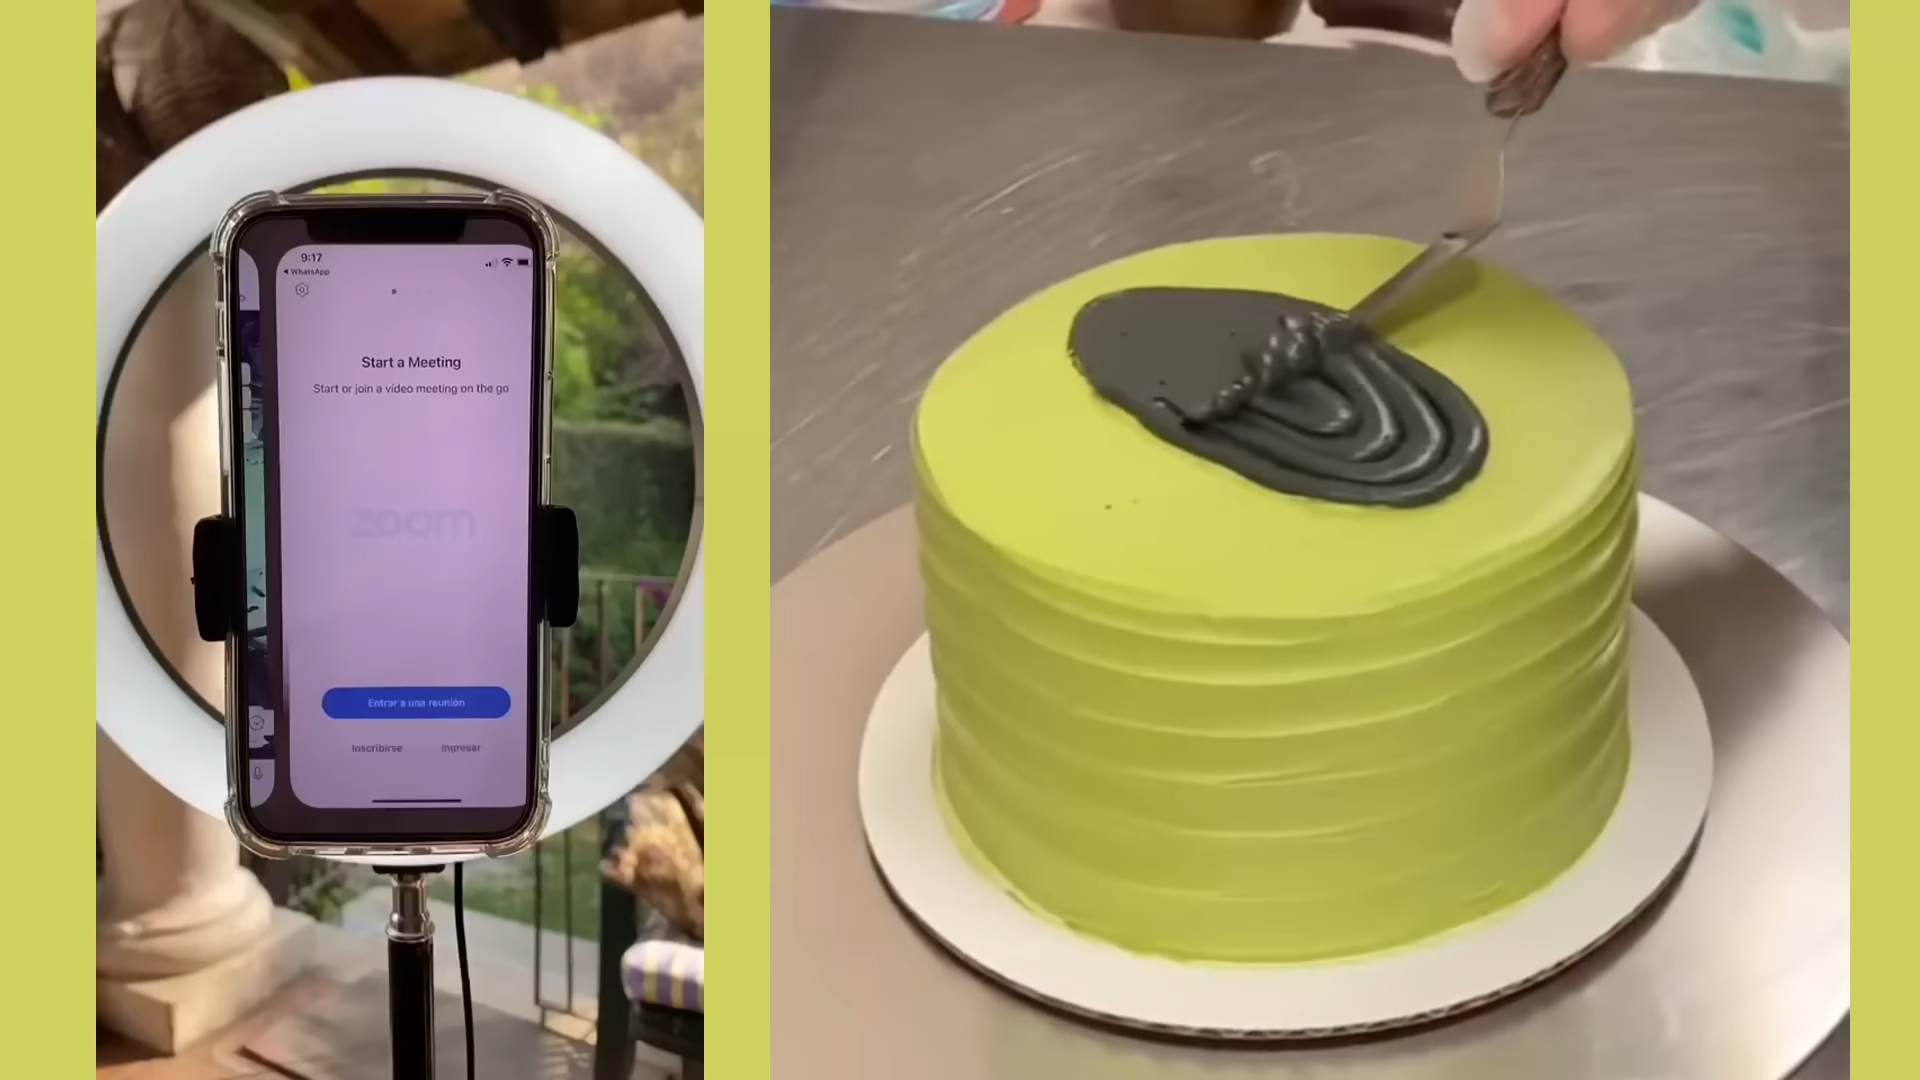 9:17
WhatsApp
Start a Meeting
Start or join a video meeting on the go
zoom
Entrar a una reunión
Inscribirse
Ingresar